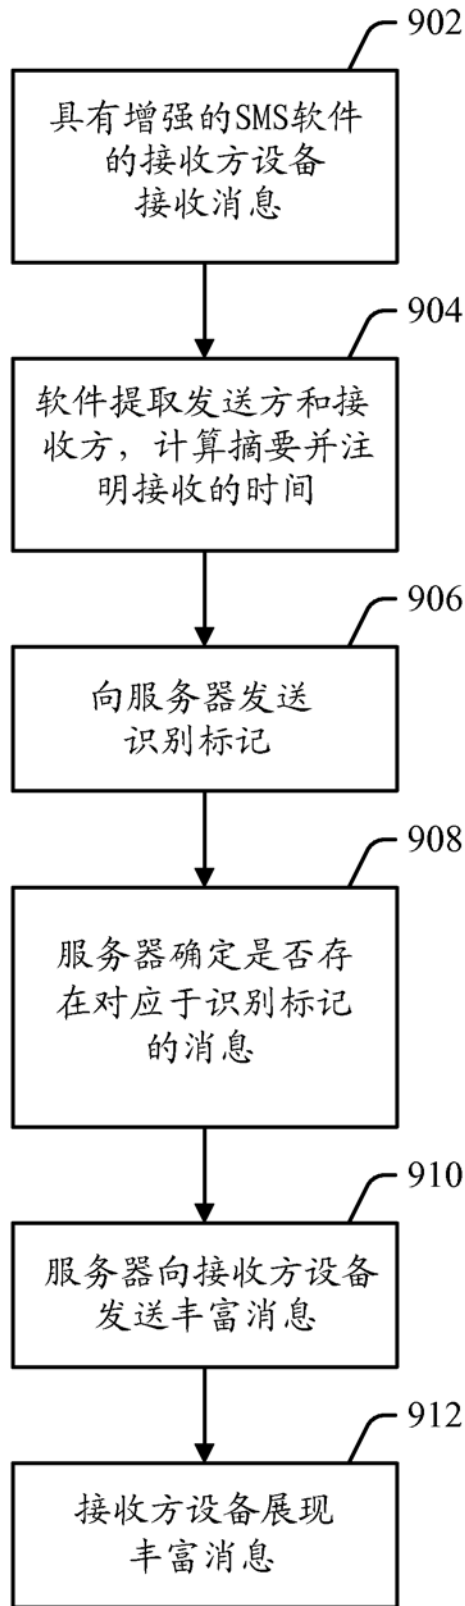 902
具有增强的SMS软件
的接收方设备
接收消息
904
软件提取发送方和接
收方，计算摘要并注
明接收的时间
906
向服务器发送
识别标记
908
服务器确定是否存
在对应于识别标记
的消息
910
服务器向接收方设备
发送丰富消息
912
接收方设备展现
丰富消息